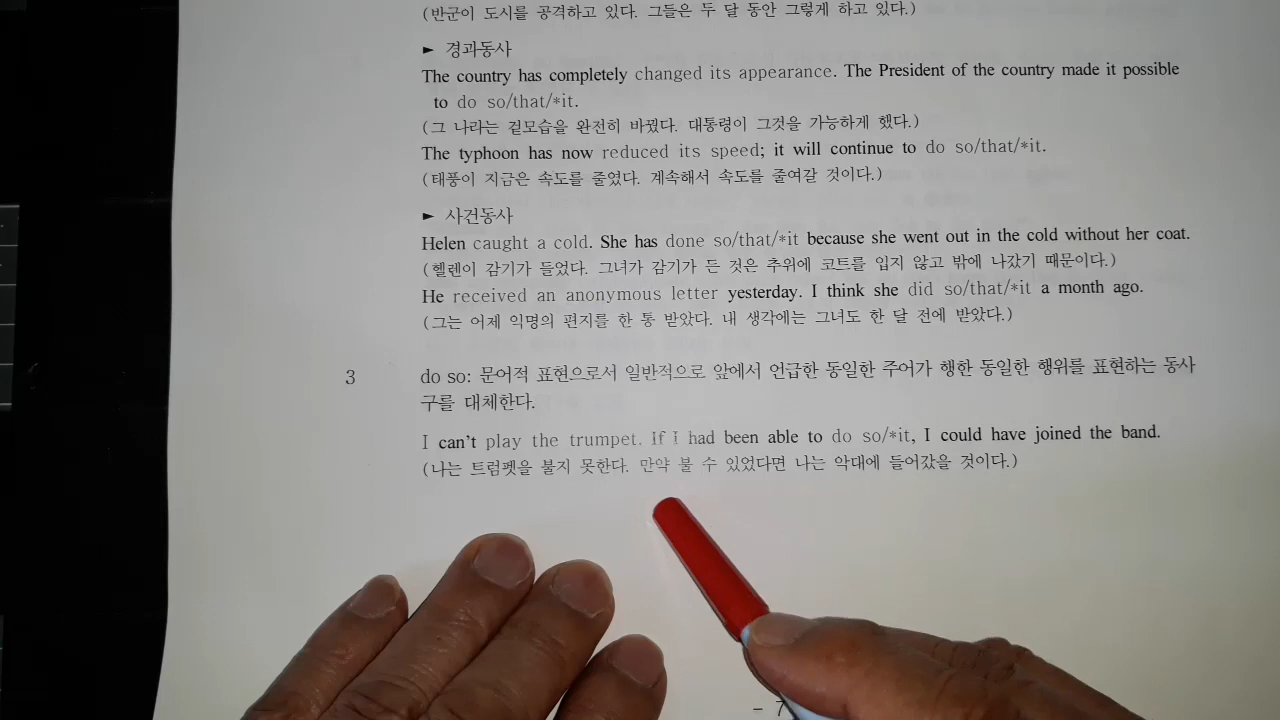 (반군이 도시를 공격하고 있다. 그들은 두 달 동안 그렇게 하고 있다.)
► 경과동사
The country has completely changed its appearance. The President of the country made it possible
to do so/that/*it.
(그 나라는 겉모습을 완전히 바꿨다. 대통령이 그것을 가능하게 했다.)
The typhoon has now reduced its speed; it will continue to do so/that/*it.
(태풍이 지금은 속도를 줄였다. 계속해서 속도를 줄여갈 것이다.)
► 사건동사
Helen caught a cold. She has done so/that/*it because she went out in the cold without her coat.
(헬렌이 감기가 들었다. 그녀가 감기가 든 것은 추위에 코트를 입지 않고 밖에 나갔기 때문이다.)
He received an anonymous letter yesterday. I think she did so/that/*it a month ago.
(그는 어제 익명의 편지를 한 통 받았다. 내 생각에는 그녀도 한 달 전에 받았다.)
3 do so: 문어적 표현으로서 일반적으로 앞에서 언급한 동일한 주어가 행한 동일한 행위를 표현하는 동사
구를 대체한다.
I can't play the trumpet. If I had been able to do so/*it, I could have joined the band.
(나는 트럼펫을 불지 못한다. 만약 불 수 있었다면 나는 악대에 들어갔을 것이다.)
- 7